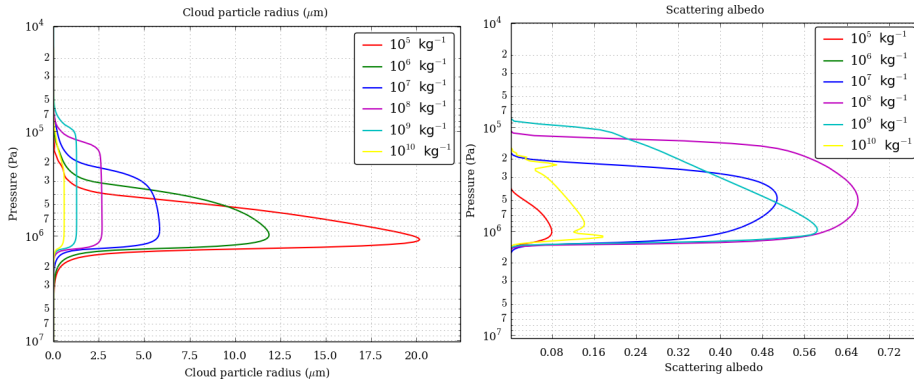 Cloud particle radius (μm)
10⁴
2
3
5
7
10⁵
2
3
5
7
10⁶
2
3
5
7
10⁷
Pressure (Pa)
0.0 2.5 5.0 7.5 10.0 12.5 15.0 17.5 20.0
Cloud particle radius (μm)
10⁵ kg⁻¹
10⁶ kg⁻¹
10⁷ kg⁻¹
10⁸ kg⁻¹
10⁹ kg⁻¹
10¹⁰ kg⁻¹
Scattering albedo
10⁴
2
3
5
7
10⁵
2
3
5
7
10⁶
2
3
5
7
10⁷
Pressure (Pa)
0.08 0.16 0.24 0.32 0.40 0.48 0.56 0.64 0.72
Scattering albedo
10⁵ kg⁻¹
10⁶ kg⁻¹
10⁷ kg⁻¹
10⁸ kg⁻¹
10⁹ kg⁻¹
10¹⁰ kg⁻¹